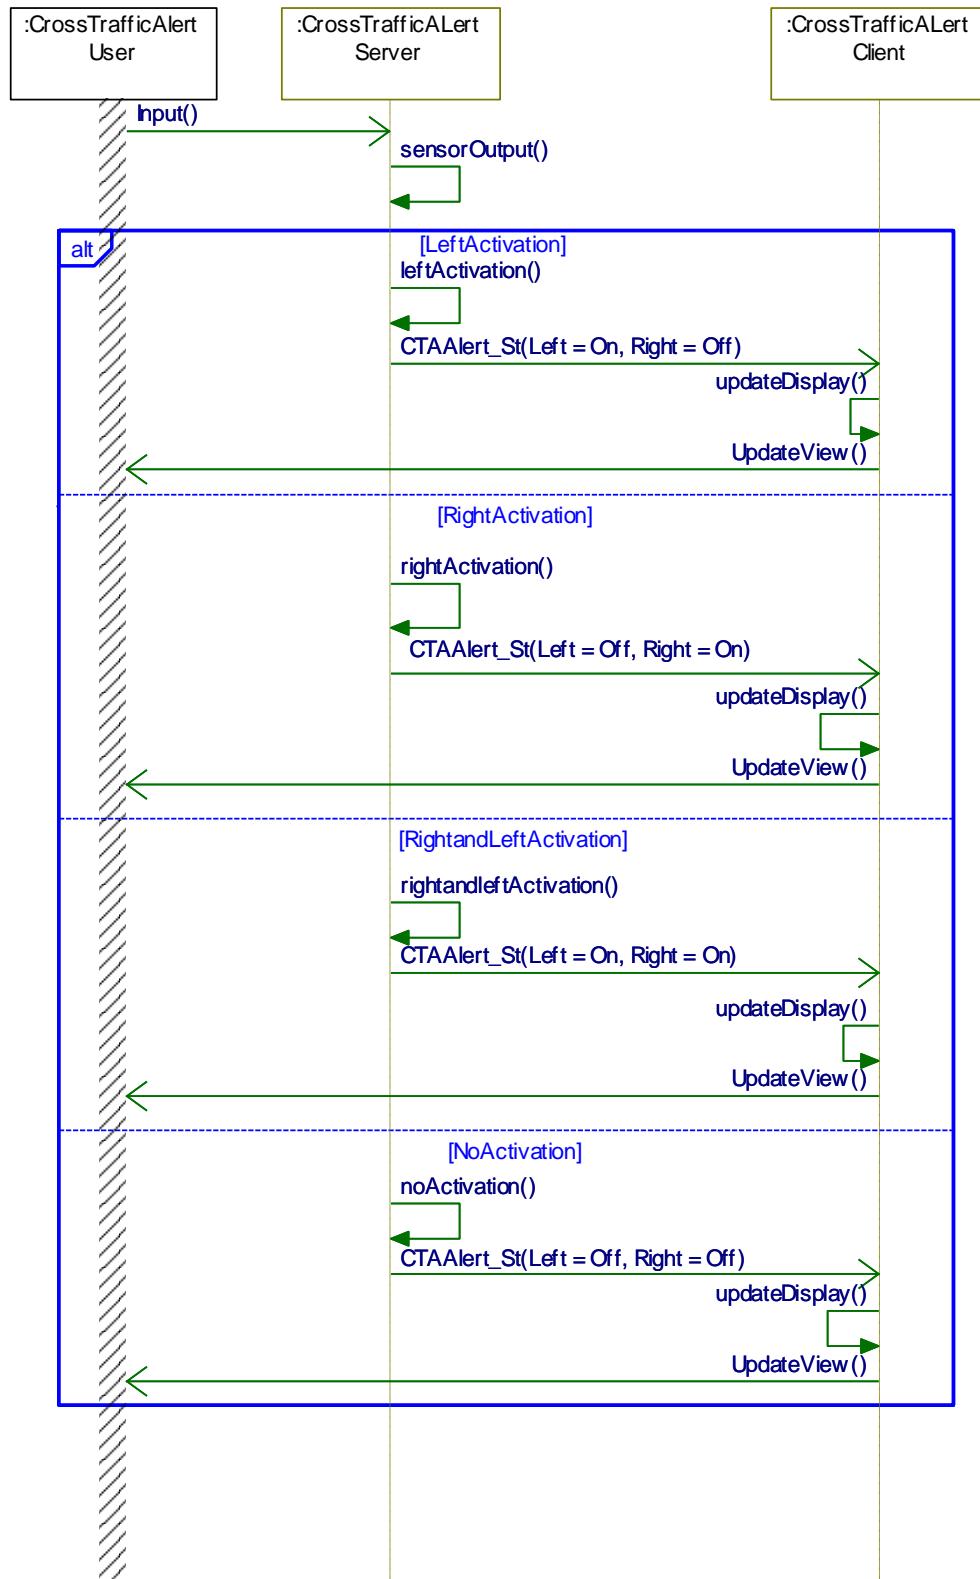 :CrossTrafficAlert
User
:CrossTrafficALert
Server
:CrossTrafficALert
Client
Input()
sensorOutput()
alt
[LeftActivation]
leftActivation()
CTAAlert_St(Left = On, Right = Off)
updateDisplay()
UpdateView()
[RightActivation]
rightActivation()
CTAAlert_St(Left = Off, Right = On)
updateDisplay()
UpdateView()
[RightandLeftActivation]
rightandleftActivation()
CTAAlert_St(Left = On, Right = On)
updateDisplay()
UpdateView()
[NoActivation]
noActivation()
CTAAlert_St(Left = Off, Right = Off)
updateDisplay()
UpdateView()